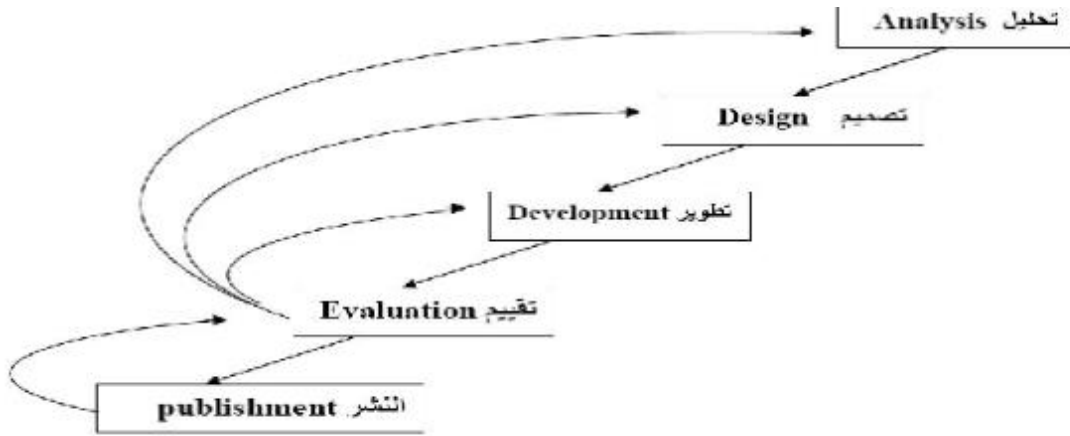 Analysis تحليل
Design تصميم
Development تطوير
Evaluation تقييم
publishment النشر